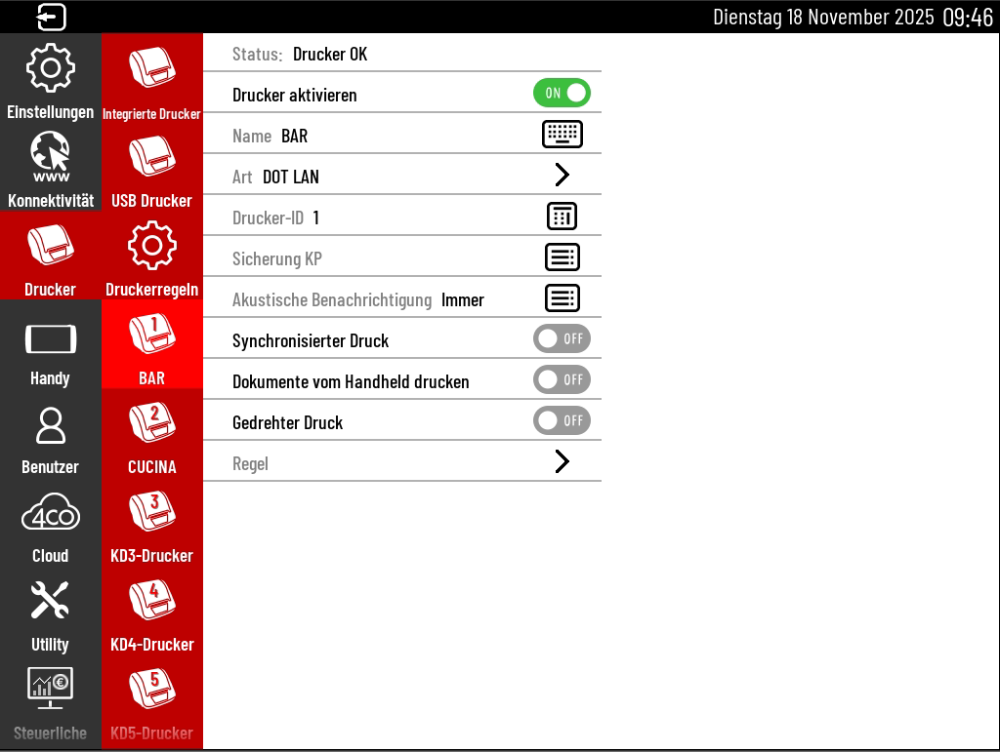 Dienstag 18 November 2025 09:46
Einstellungen
www
Konnektivität
Drucker
Handy
Benutzer
4CO
Cloud
Utility
€
Steuerliche
Integrierte Drucker
USB Drucker
Druckerregeln
1
BAR
2
CUCINA
3
KD3-Drucker
4
KD4-Drucker
5
KD5-Drucker
Status: Drucker OK
Drucker aktivieren ON
Name BAR
Art DOT LAN
Drucker-ID 1
Sicherung KP
Akustische Benachrichtigung Immer
Synchronisierter Druck OFF
Dokumente vom Handheld drucken OFF
Gedrehter Druck OFF
Regel